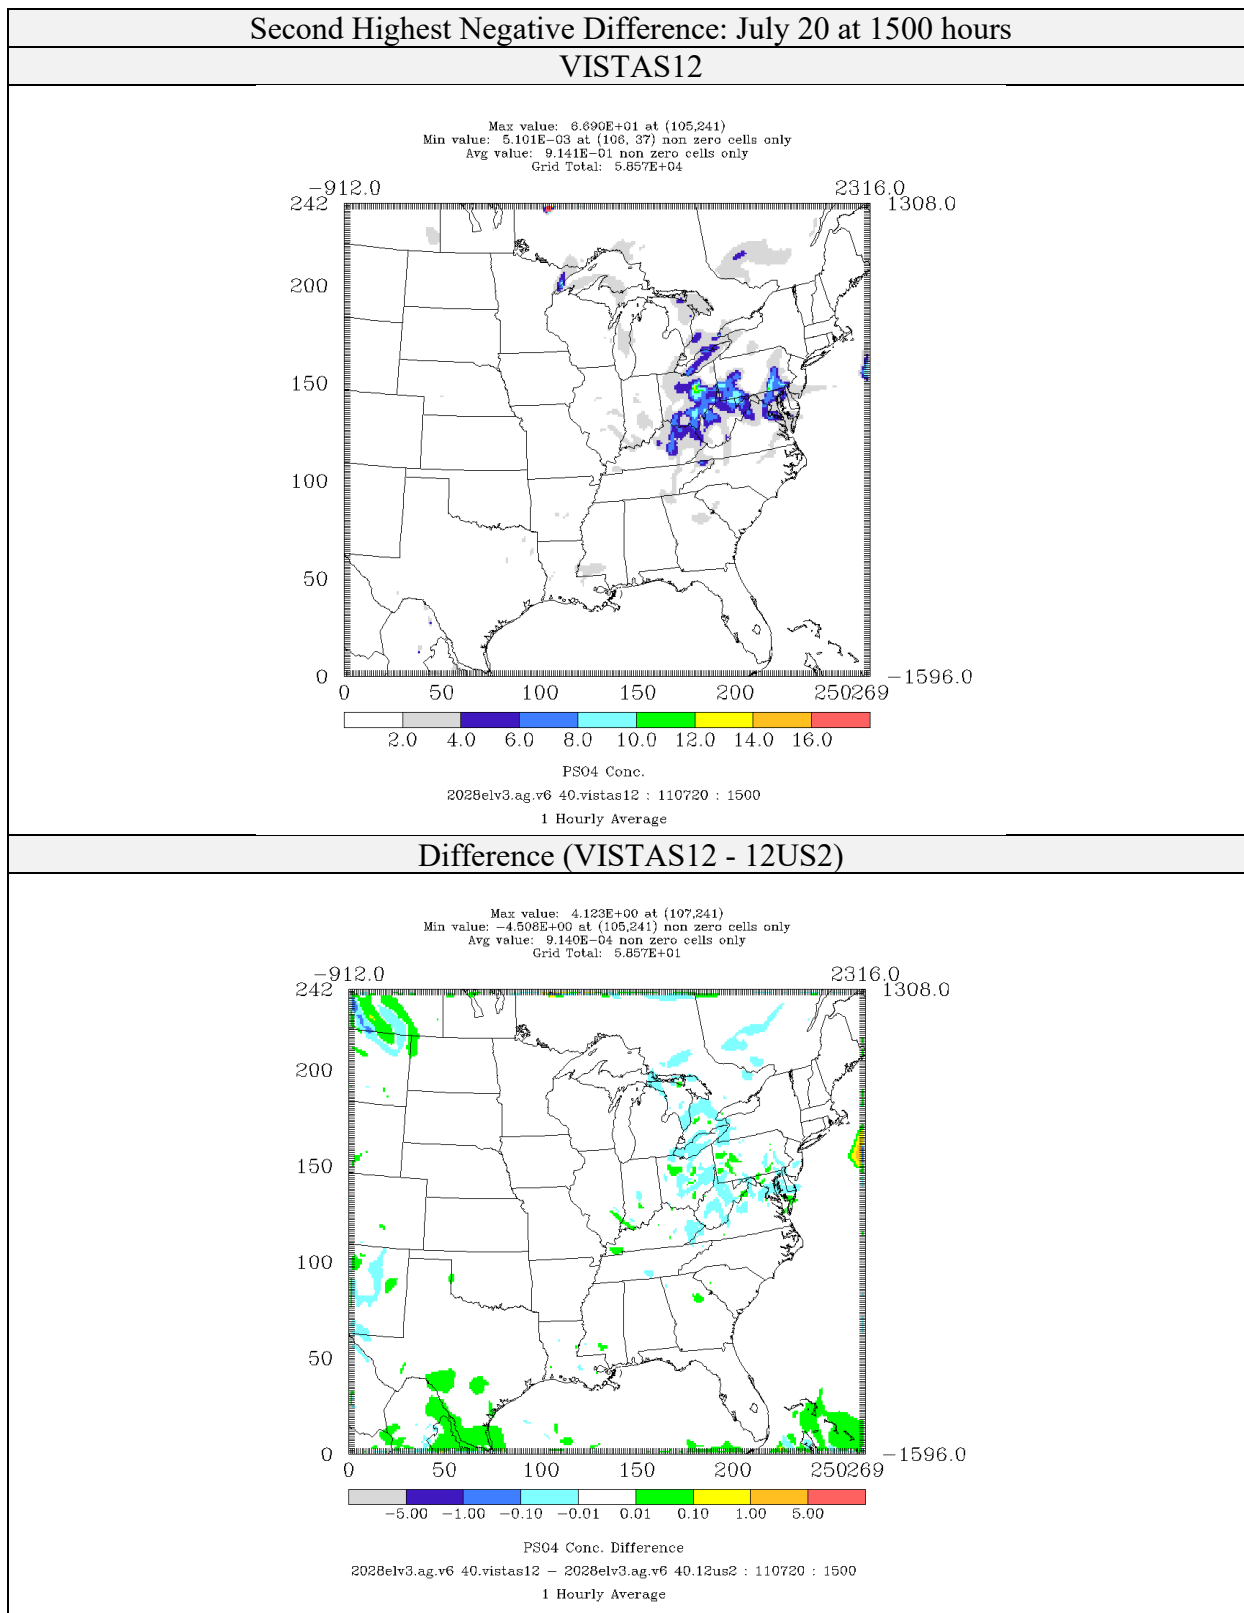 Second Highest Negative Difference: July 20 at 1500 hours
VISTAS12
Max value: 6.690E+01 at (105,241)
Min value: 5.101E-03 at (106, 37) non zero cells only
Avg value: 9.141E-01 non zero cells only
Grid Total: 5.857E+04
-912.0 2316.0
242 1308.0
200
150
100
50
0 -1596.0
0 50 100 150 200 250269
2.0 4.0 6.0 8.0 10.0 12.0 14.0 16.0
PSO4 Conc.
2028elv3.ag.v6 40.vistas12 : 110720 : 1500
1 Hourly Average
Difference (VISTAS12 - 12US2)
Max value: 4.123E+00 at (107,241)
Min value: -4.508E+00 at (105,241) non zero cells only
Avg value: 9.140E-04 non zero cells only
Grid Total: 5.857E+01
-912.0 2316.0
242 1308.0
200
150
100
50
0 -1596.0
0 50 100 150 200 250269
-5.00 -1.00 -0.10 -0.01 0.01 0.10 1.00 5.00
PSO4 Conc. Difference
2028elv3.ag.v6 40.vistas12 - 2028elv3.ag.v6 40.12us2 : 110720 : 1500
1 Hourly Average